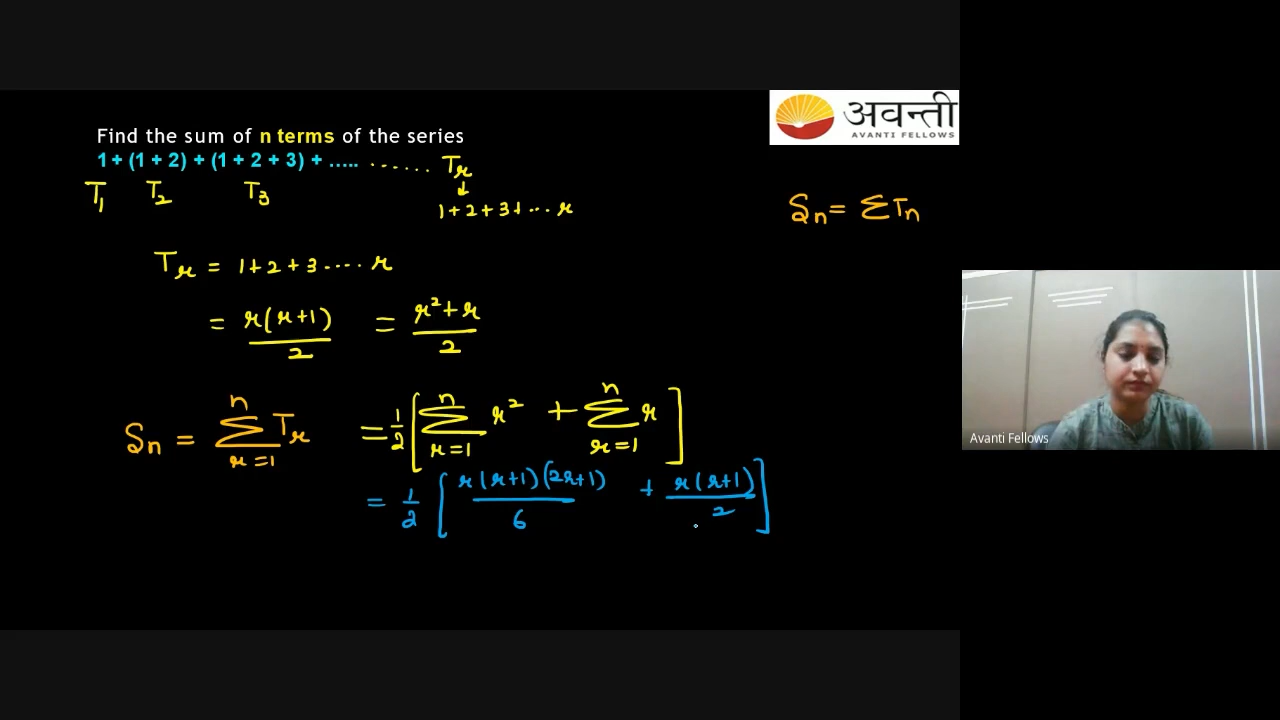 अवन्ती
AVANTI FELLOWS
Find the sum of n terms of the series
1 + (1 + 2) + (1 + 2 + 3) + ..... ...... Tr
T1 T2 T3 ↓
1+2+3+...r
Sn = ΣTn
Tr = 1+2+3....r
= r(r+1)/2 = r²+r/2
Sn = Σ_{r=1}^{n} Tr = 1/2 [Σ_{r=1}^{n} r² + Σ_{r=1}^{n} r]
= 1/2 [r(r+1)(2r+1)/6 + r(r+1)/2]
Avanti Fellows